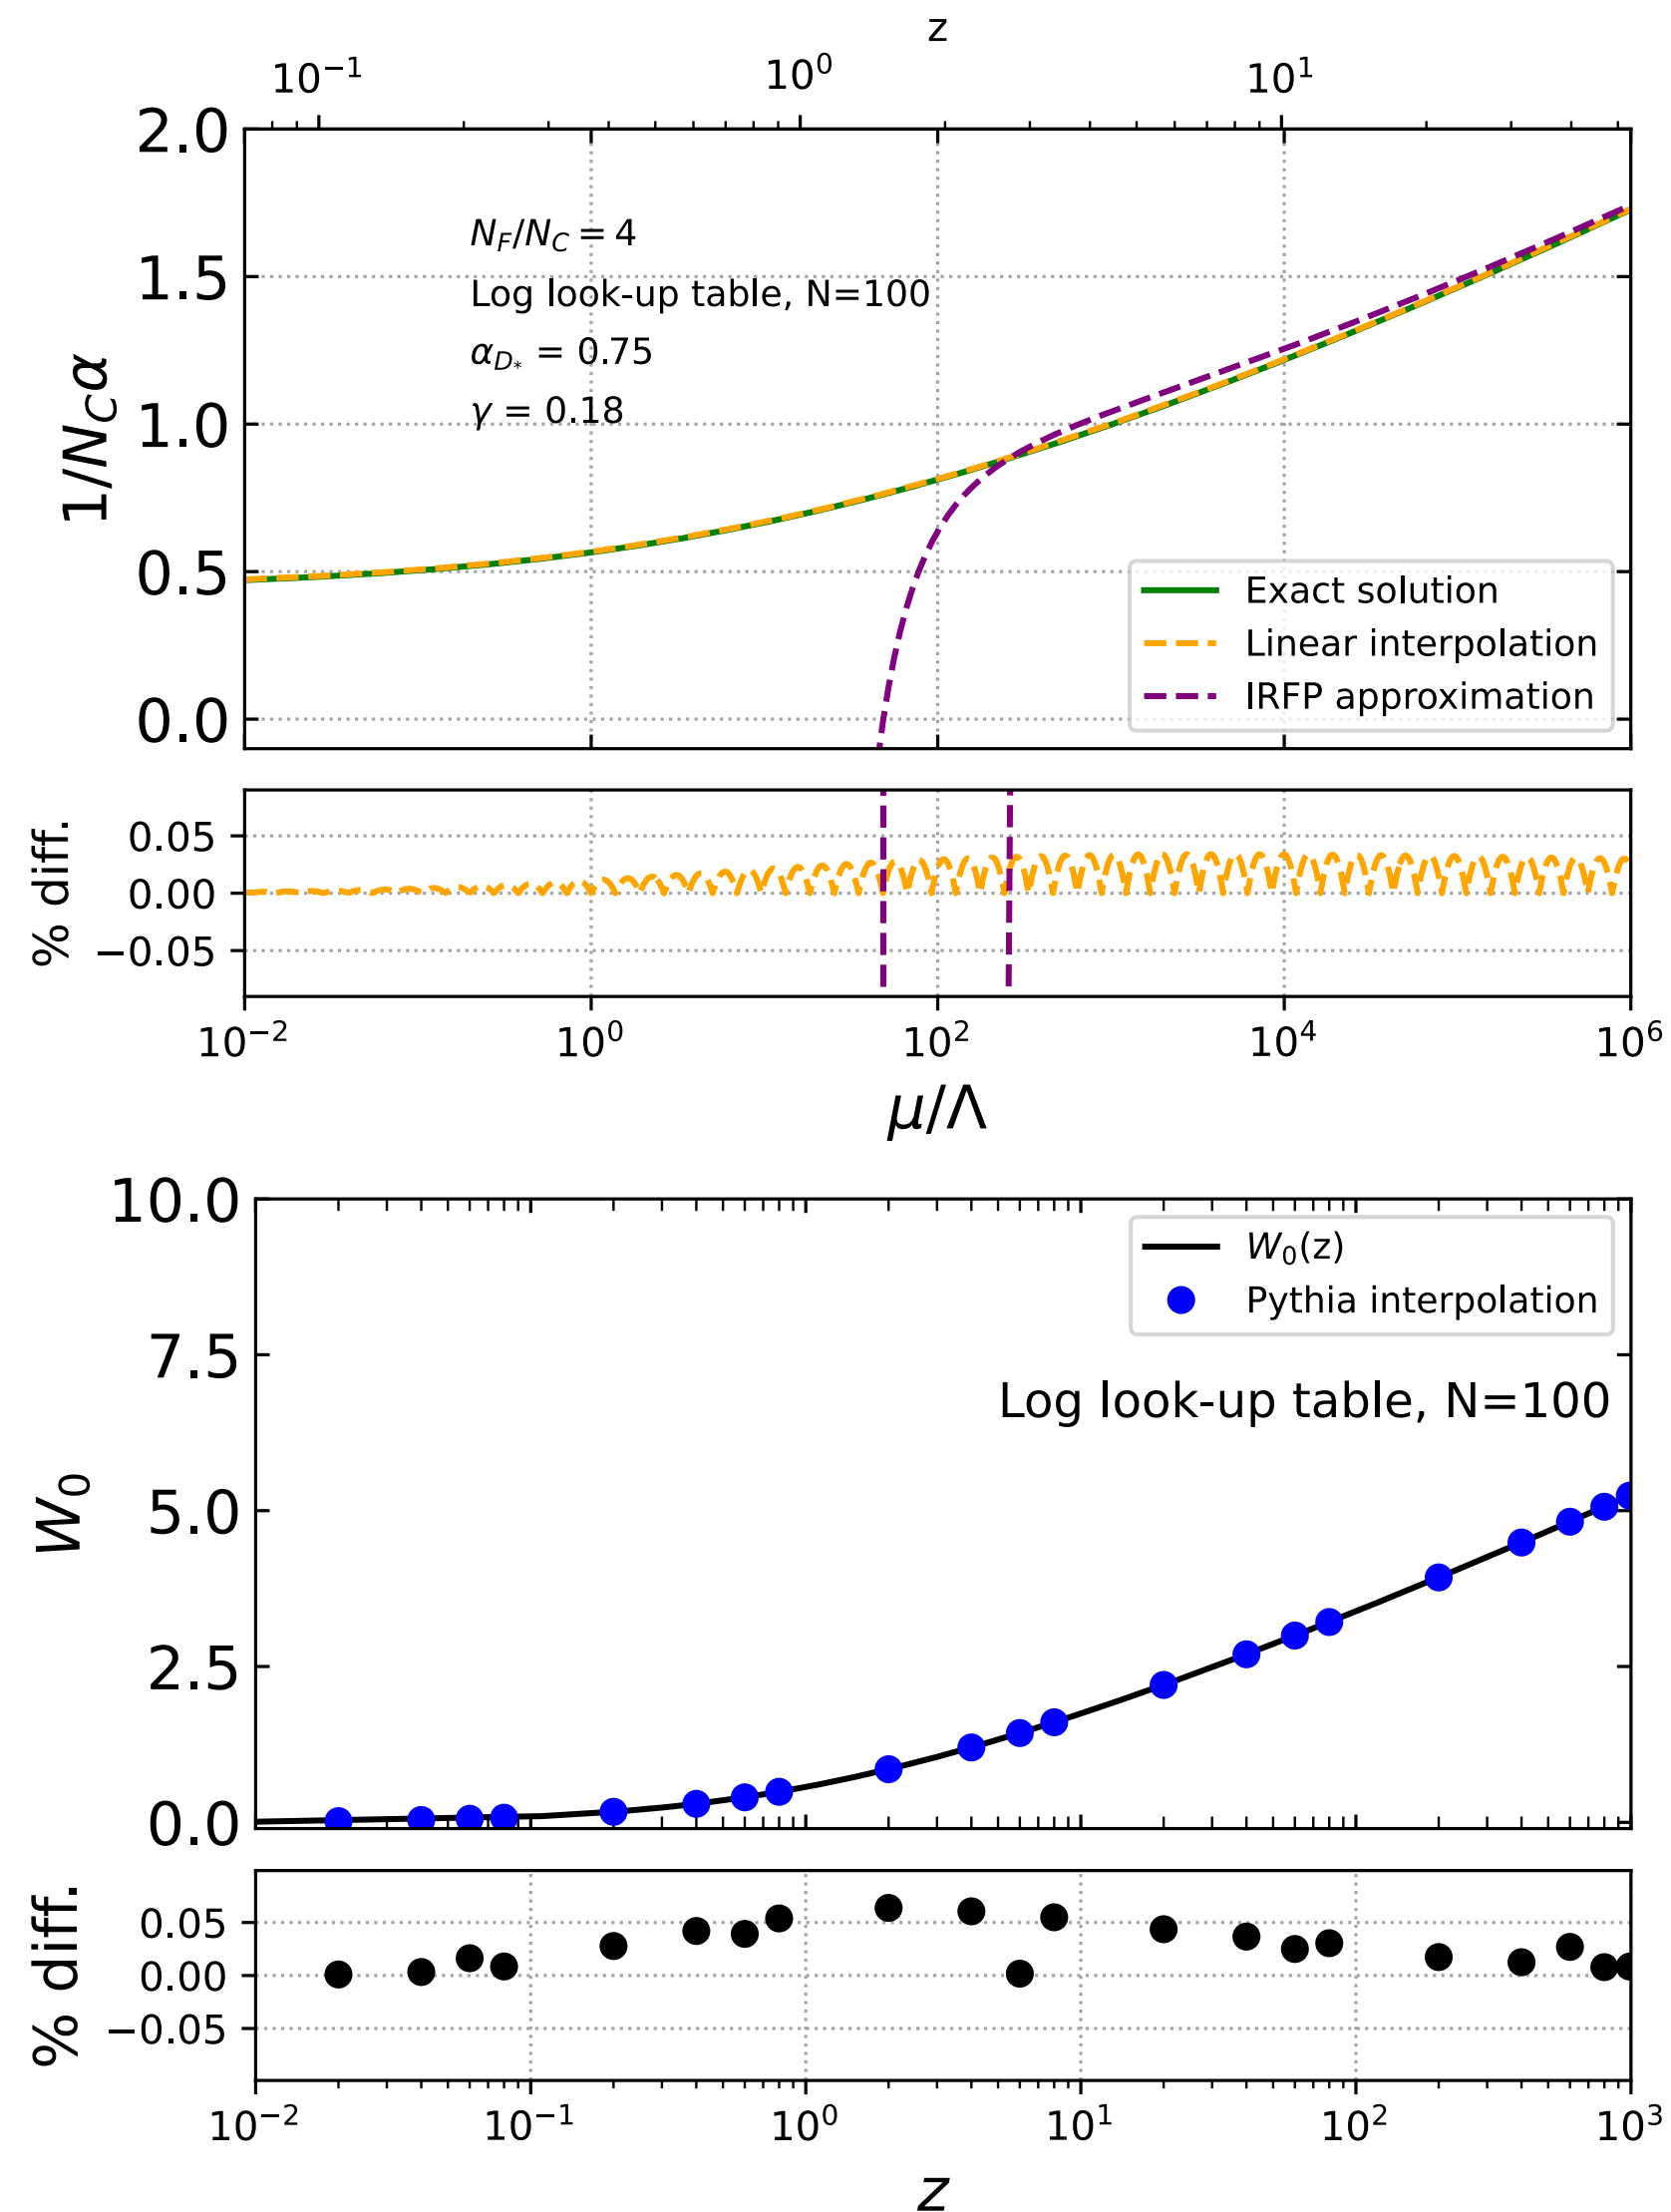 z
10⁻¹ 10⁰ 10¹
2.0
1.5
1.0
0.5
0.0
1/N_Cα
N_F/N_C = 4
Log look-up table, N=100
α_{D*} = 0.75
γ = 0.18
Exact solution
Linear interpolation
IRFP approximation
% diff.
0.05
0.00
−0.05
10⁻² 10⁰ 10² 10⁴ 10⁶
μ/Λ
10.0
7.5
5.0
2.5
0.0
W₀
W₀(z)
Pythia interpolation
Log look-up table, N=100
% diff.
0.05
0.00
−0.05
10⁻² 10⁻¹ 10⁰ 10¹ 10² 10³
z